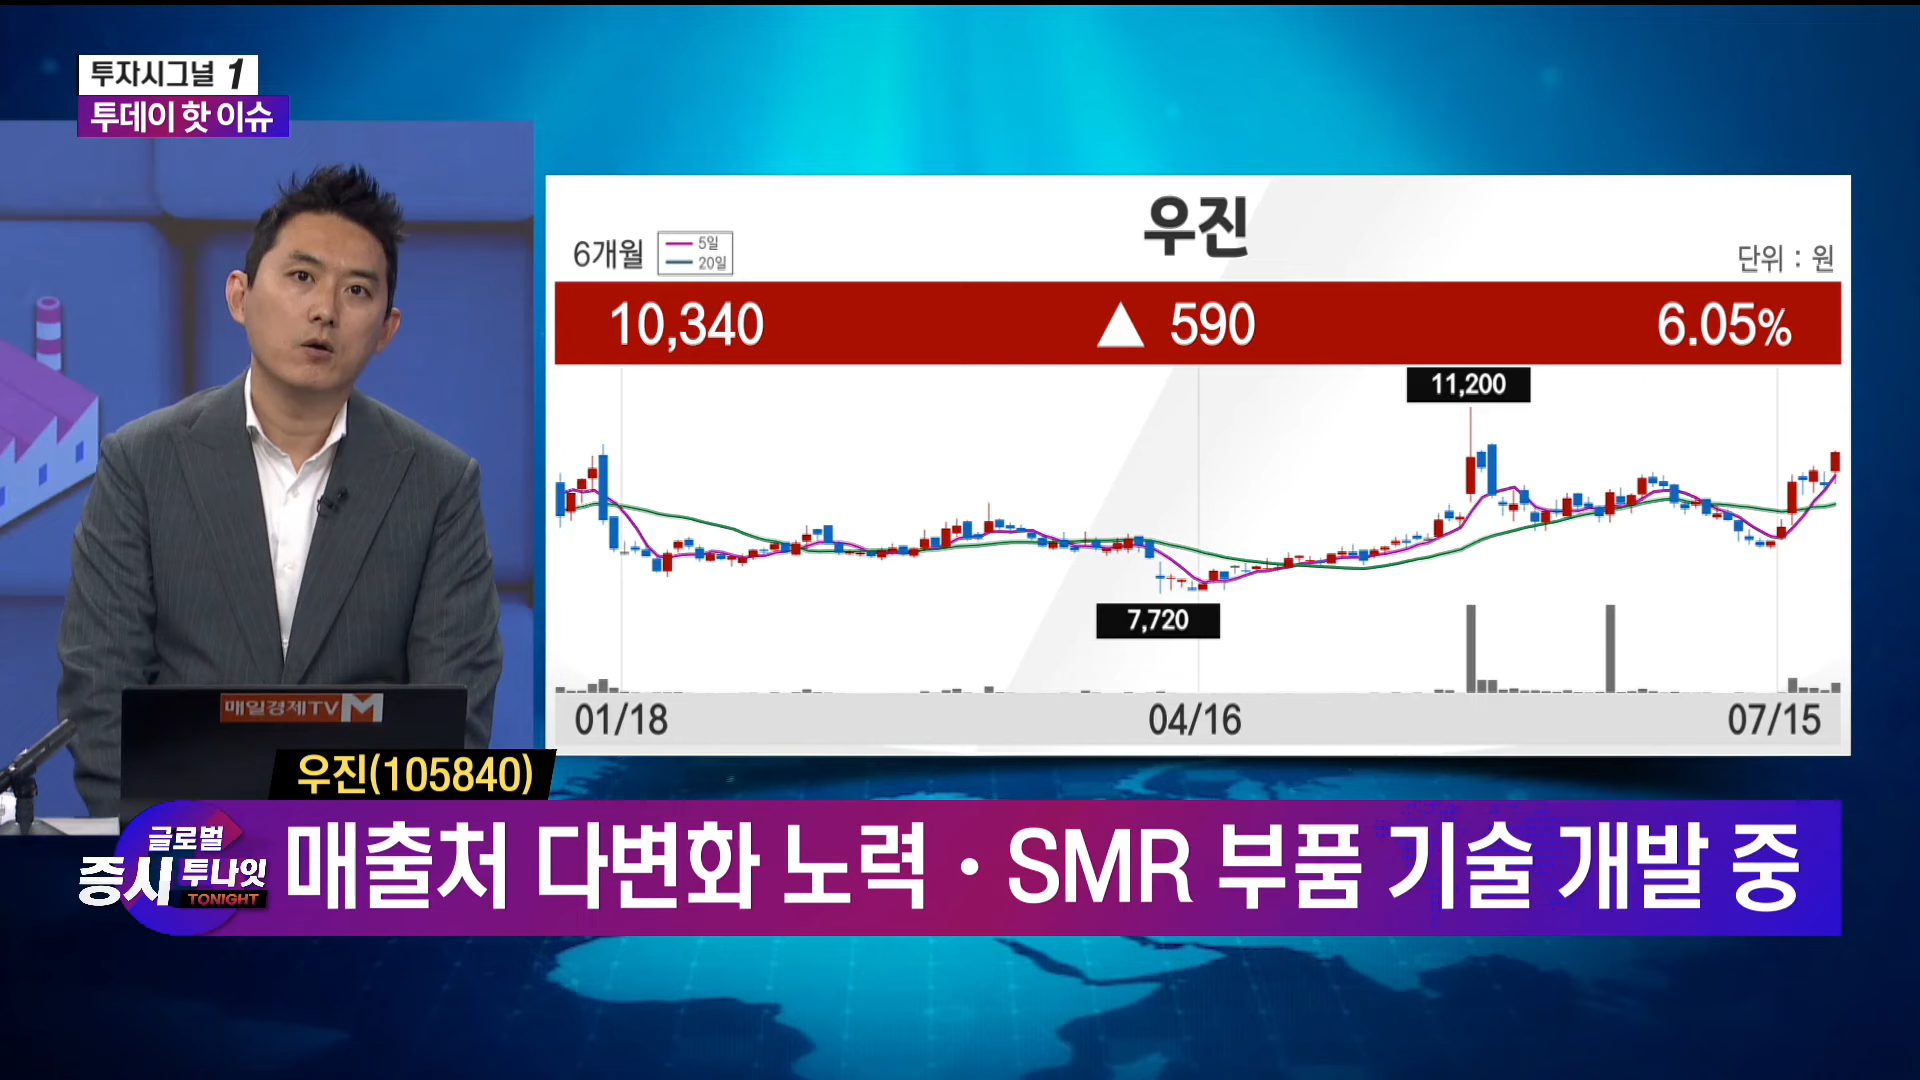 투자시그널 1
투데이 핫 이슈
우진
6개월
5일
20일
단위 : 원
10,340 ▲ 590 6.05%
11,200
7,720
01/18 04/16 07/15
매일경제TV M
우진(105840)
글로벌
증시 투나잇
TONIGHT
매출처 다변화 노력·SMR 부품 기술 개발 중